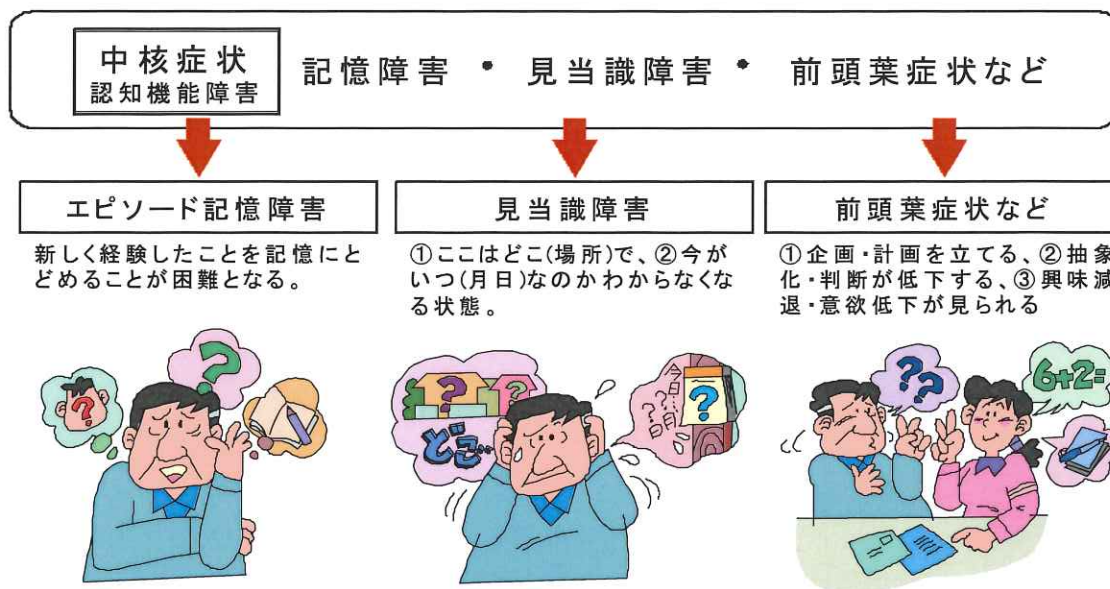 中核症状
認知機能障害
記憶障害 • 見当識障害 • 前頭葉症状など
エピソード記憶障害
新しく経験したことを記憶にと
どめることが困難となる。
見当識障害
①ここはどこ(場所)で、②今が
いつ(月日)なのかわからなくな
る状態。
前頭葉症状など
①企画・計画を立てる、②抽象
化・判断が低下する、③興味減
退・意欲低下が見られる
?
?
?
?
どこ
今日…
?
??
6+2=